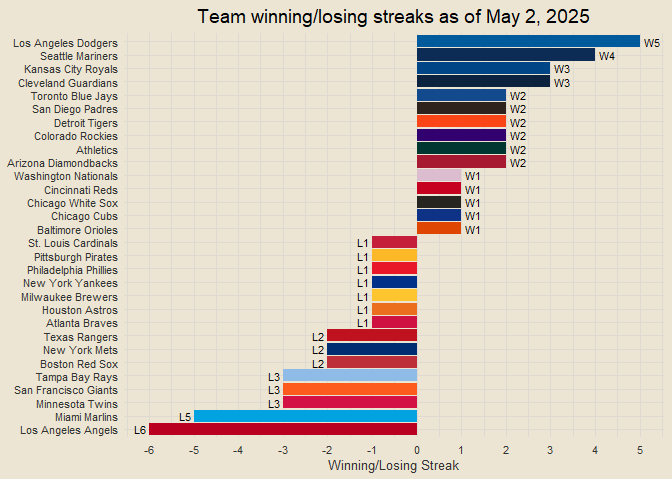 Team winning/losing streaks as of May 2, 2025
Los Angeles Dodgers W5
Seattle Mariners W4
Kansas City Royals W3
Cleveland Guardians W3
Toronto Blue Jays W2
San Diego Padres W2
Detroit Tigers W2
Colorado Rockies W2
Athletics W2
Arizona Diamondbacks W2
Washington Nationals W1
Cincinnati Reds W1
Chicago White Sox W1
Chicago Cubs W1
Baltimore Orioles W1
St. Louis Cardinals L1
Pittsburgh Pirates L1
Philadelphia Phillies L1
New York Yankees L1
Milwaukee Brewers L1
Houston Astros L1
Atlanta Braves L1
Texas Rangers L2
New York Mets L2
Boston Red Sox L2
Tampa Bay Rays L3
San Francisco Giants L3
Minnesota Twins L3
Miami Marlins L5
Los Angeles Angels L6
-6 -5 -4 -3 -2 -1 0 1 2 3 4 5
Winning/Losing Streak